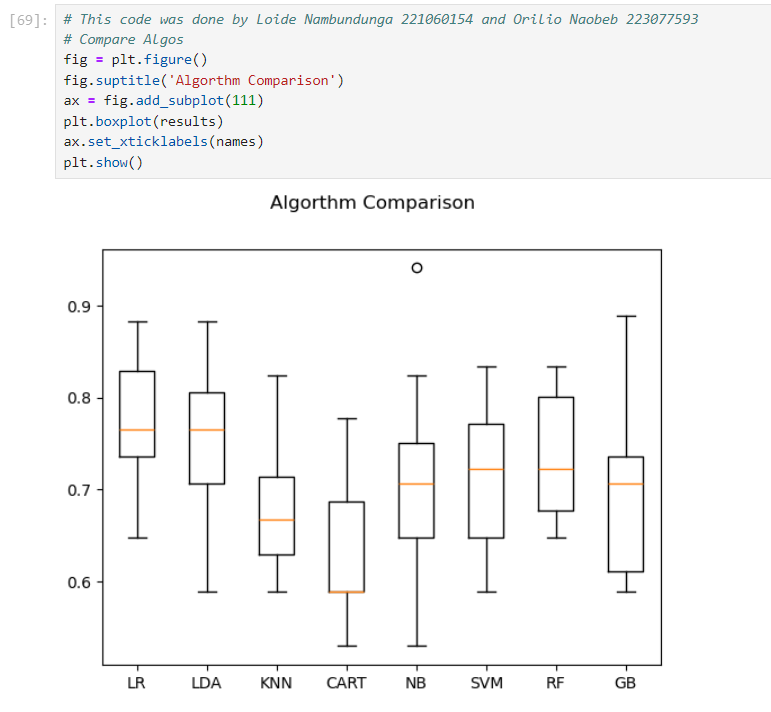 [69]: # This code was done by Loide Nambundunga 221060154 and Orilio Naobeb 223077593
# Compare Algos
fig = plt.figure()
fig.suptitle('Algorthm Comparison')
ax = fig.add_subplot(111)
plt.boxplot(results)
ax.set_xticklabels(names)
plt.show()
Algorthm Comparison
0.9
0.8
0.7
0.6
LR LDA KNN CART NB SVM RF GB